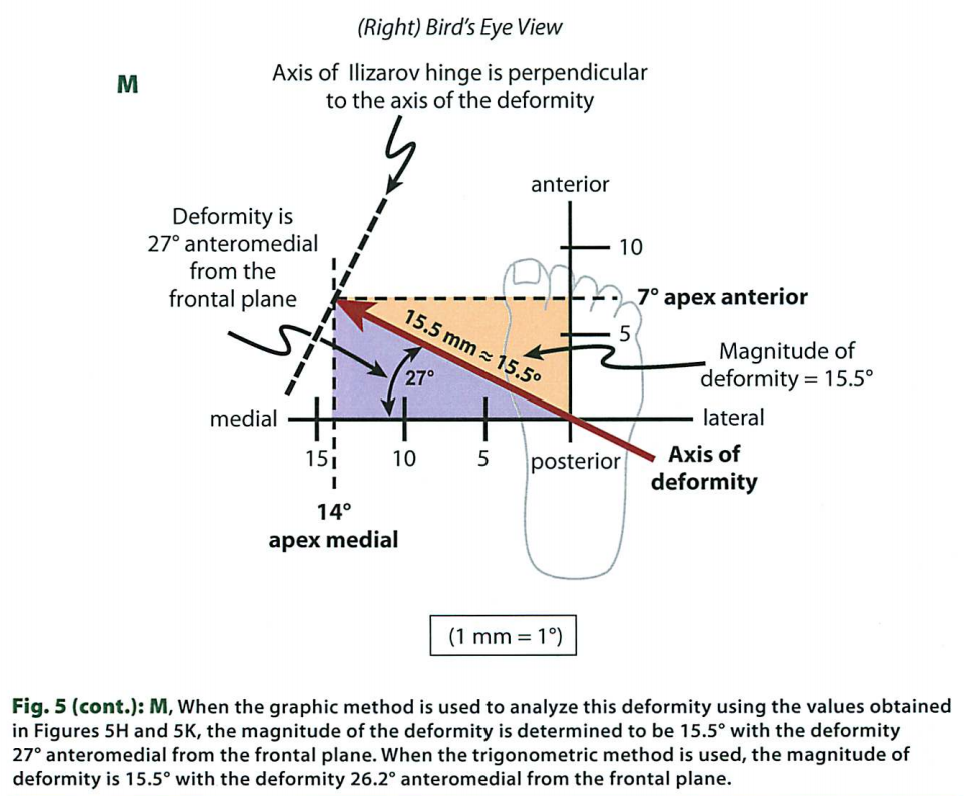 (Right) Bird's Eye View
M
Axis of Ilizarov hinge is perpendicular
to the axis of the deformity
anterior
Deformity is
27° anteromedial
from the
frontal plane
10
7° apex anterior
15.5 mm ≈ 15.5°
5
27°
Magnitude of
deformity = 15.5°
medial
lateral
15
10
5
posterior
Axis of
deformity
14°
apex medial
(1 mm = 1°)
Fig. 5 (cont.): M, When the graphic method is used to analyze this deformity using the values obtained
in Figures 5H and 5K, the magnitude of the deformity is determined to be 15.5° with the deformity
27° anteromedial from the frontal plane. When the trigonometric method is used, the magnitude of
deformity is 15.5° with the deformity 26.2° anteromedial from the frontal plane.